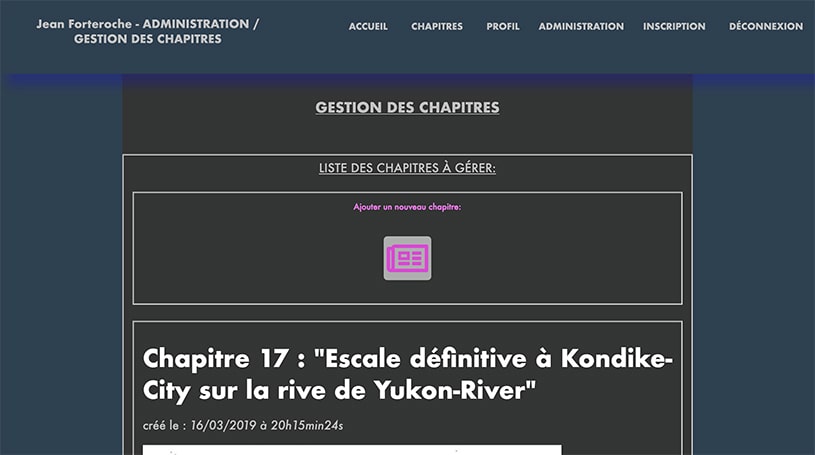 Jean Forteroche - ADMINISTRATION /
GESTION DES CHAPITRES
ACCUEIL CHAPITRES PROFIL ADMINISTRATION INSCRIPTION DÉCONNEXION
GESTION DES CHAPITRES
LISTE DES CHAPITRES À GÉRER:
Ajouter un nouveau chapitre:
Chapitre 17 : "Escale définitive à Kondike-
City sur la rive de Yukon-River"
créé le : 16/03/2019 à 20h15min24s